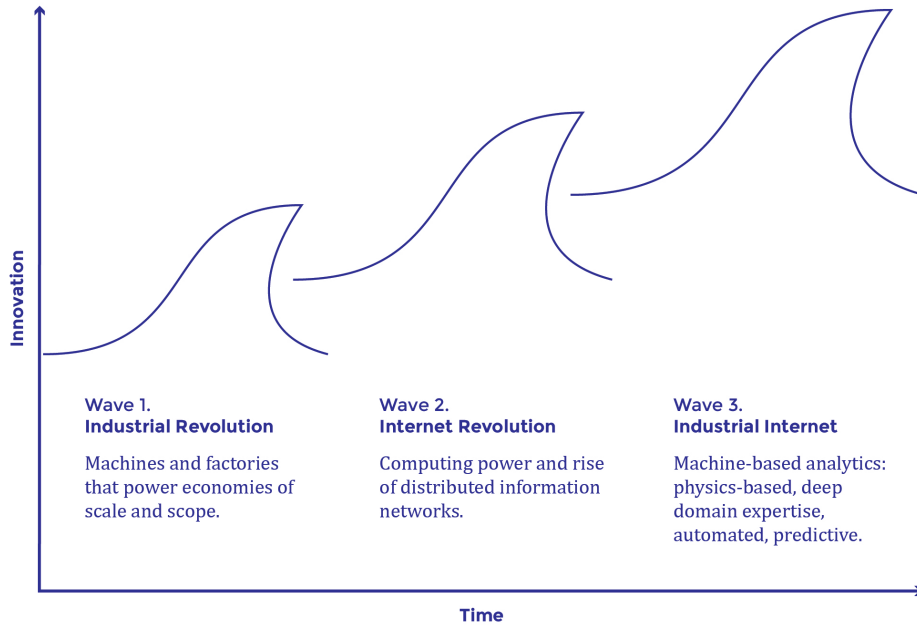 Innovation
Wave 1.
Industrial Revolution
Machines and factories
that power economies of
scale and scope.
Wave 2.
Internet Revolution
Computing power and rise
of distributed information
networks.
Wave 3.
Industrial Internet
Machine-based analytics:
physics-based, deep
domain expertise,
automated, predictive.
Time